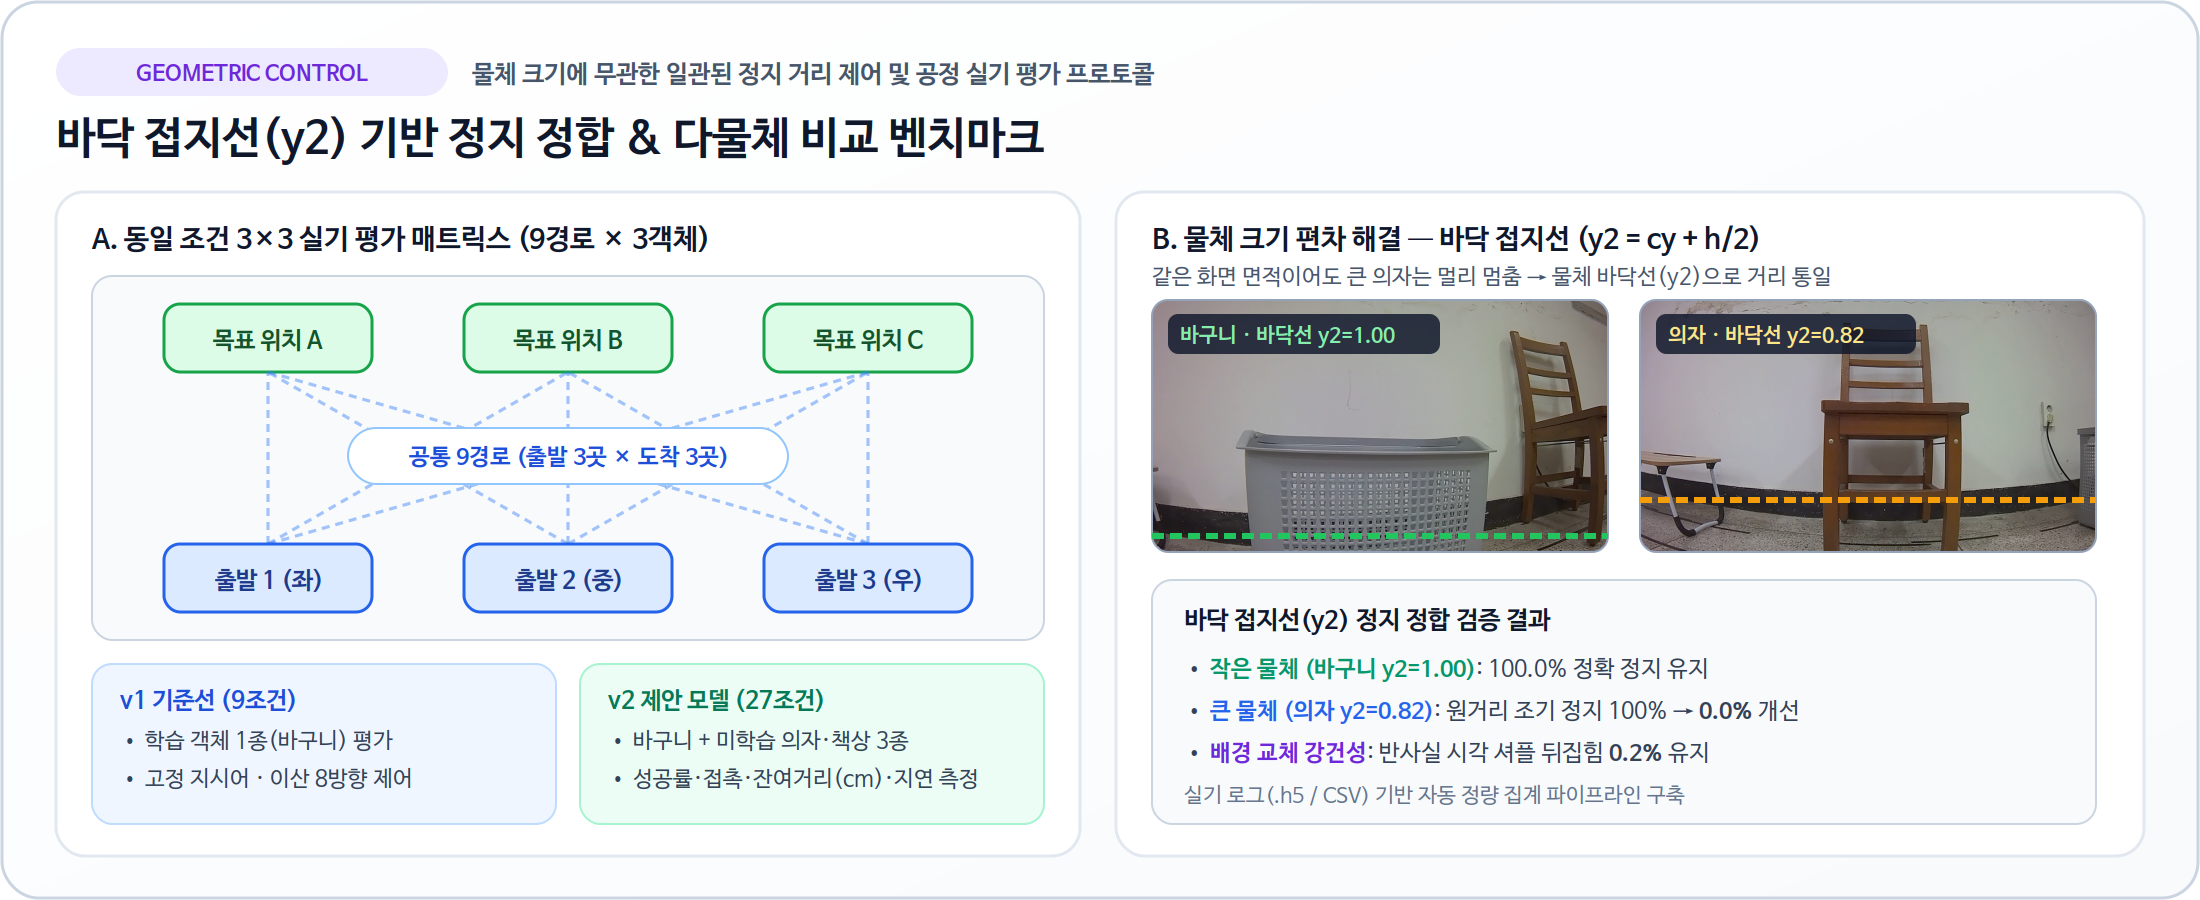 GEOMETRIC CONTROL
물체 크기에 무관한 일관된 정지 거리 제어 및 공정 실기 평가 프로토콜
바닥 접지선(y2) 기반 정지 정합 & 다물체 비교 벤치마크
A. 동일 조건 3×3 실기 평가 매트릭스 (9경로 × 3객체)
목표 위치 A
목표 위치 B
목표 위치 C
공통 9경로 (출발 3곳 × 도착 3곳)
출발 1 (좌)
출발 2 (중)
출발 3 (우)
v1 기준선 (9조건)
• 학습 객체 1종(바구니) 평가
• 고정 지시어 · 이산 8방향 제어
v2 제안 모델 (27조건)
• 바구니 + 미학습 의자·책상 3종
• 성공률·접촉·잔여거리(cm)·지연 측정
B. 물체 크기 편차 해결 — 바닥 접지선 (y2 = cy + h/2)
같은 화면 면적이어도 큰 의자는 멀리 멈춤 → 물체 바닥선(y2)으로 거리 통일
바구니 · 바닥선 y2=1.00
의자 · 바닥선 y2=0.82
바닥 접지선(y2) 정지 정합 검증 결과
• 작은 물체 (바구니 y2=1.00): 100.0% 정확 정지 유지
• 큰 물체 (의자 y2=0.82): 원거리 조기 정지 100% → 0.0% 개선
• 배경 교체 강건성: 반사실 시각 셔플 뒤집힘 0.2% 유지
실기 로그(.h5 / CSV) 기반 자동 정량 집계 파이프라인 구축